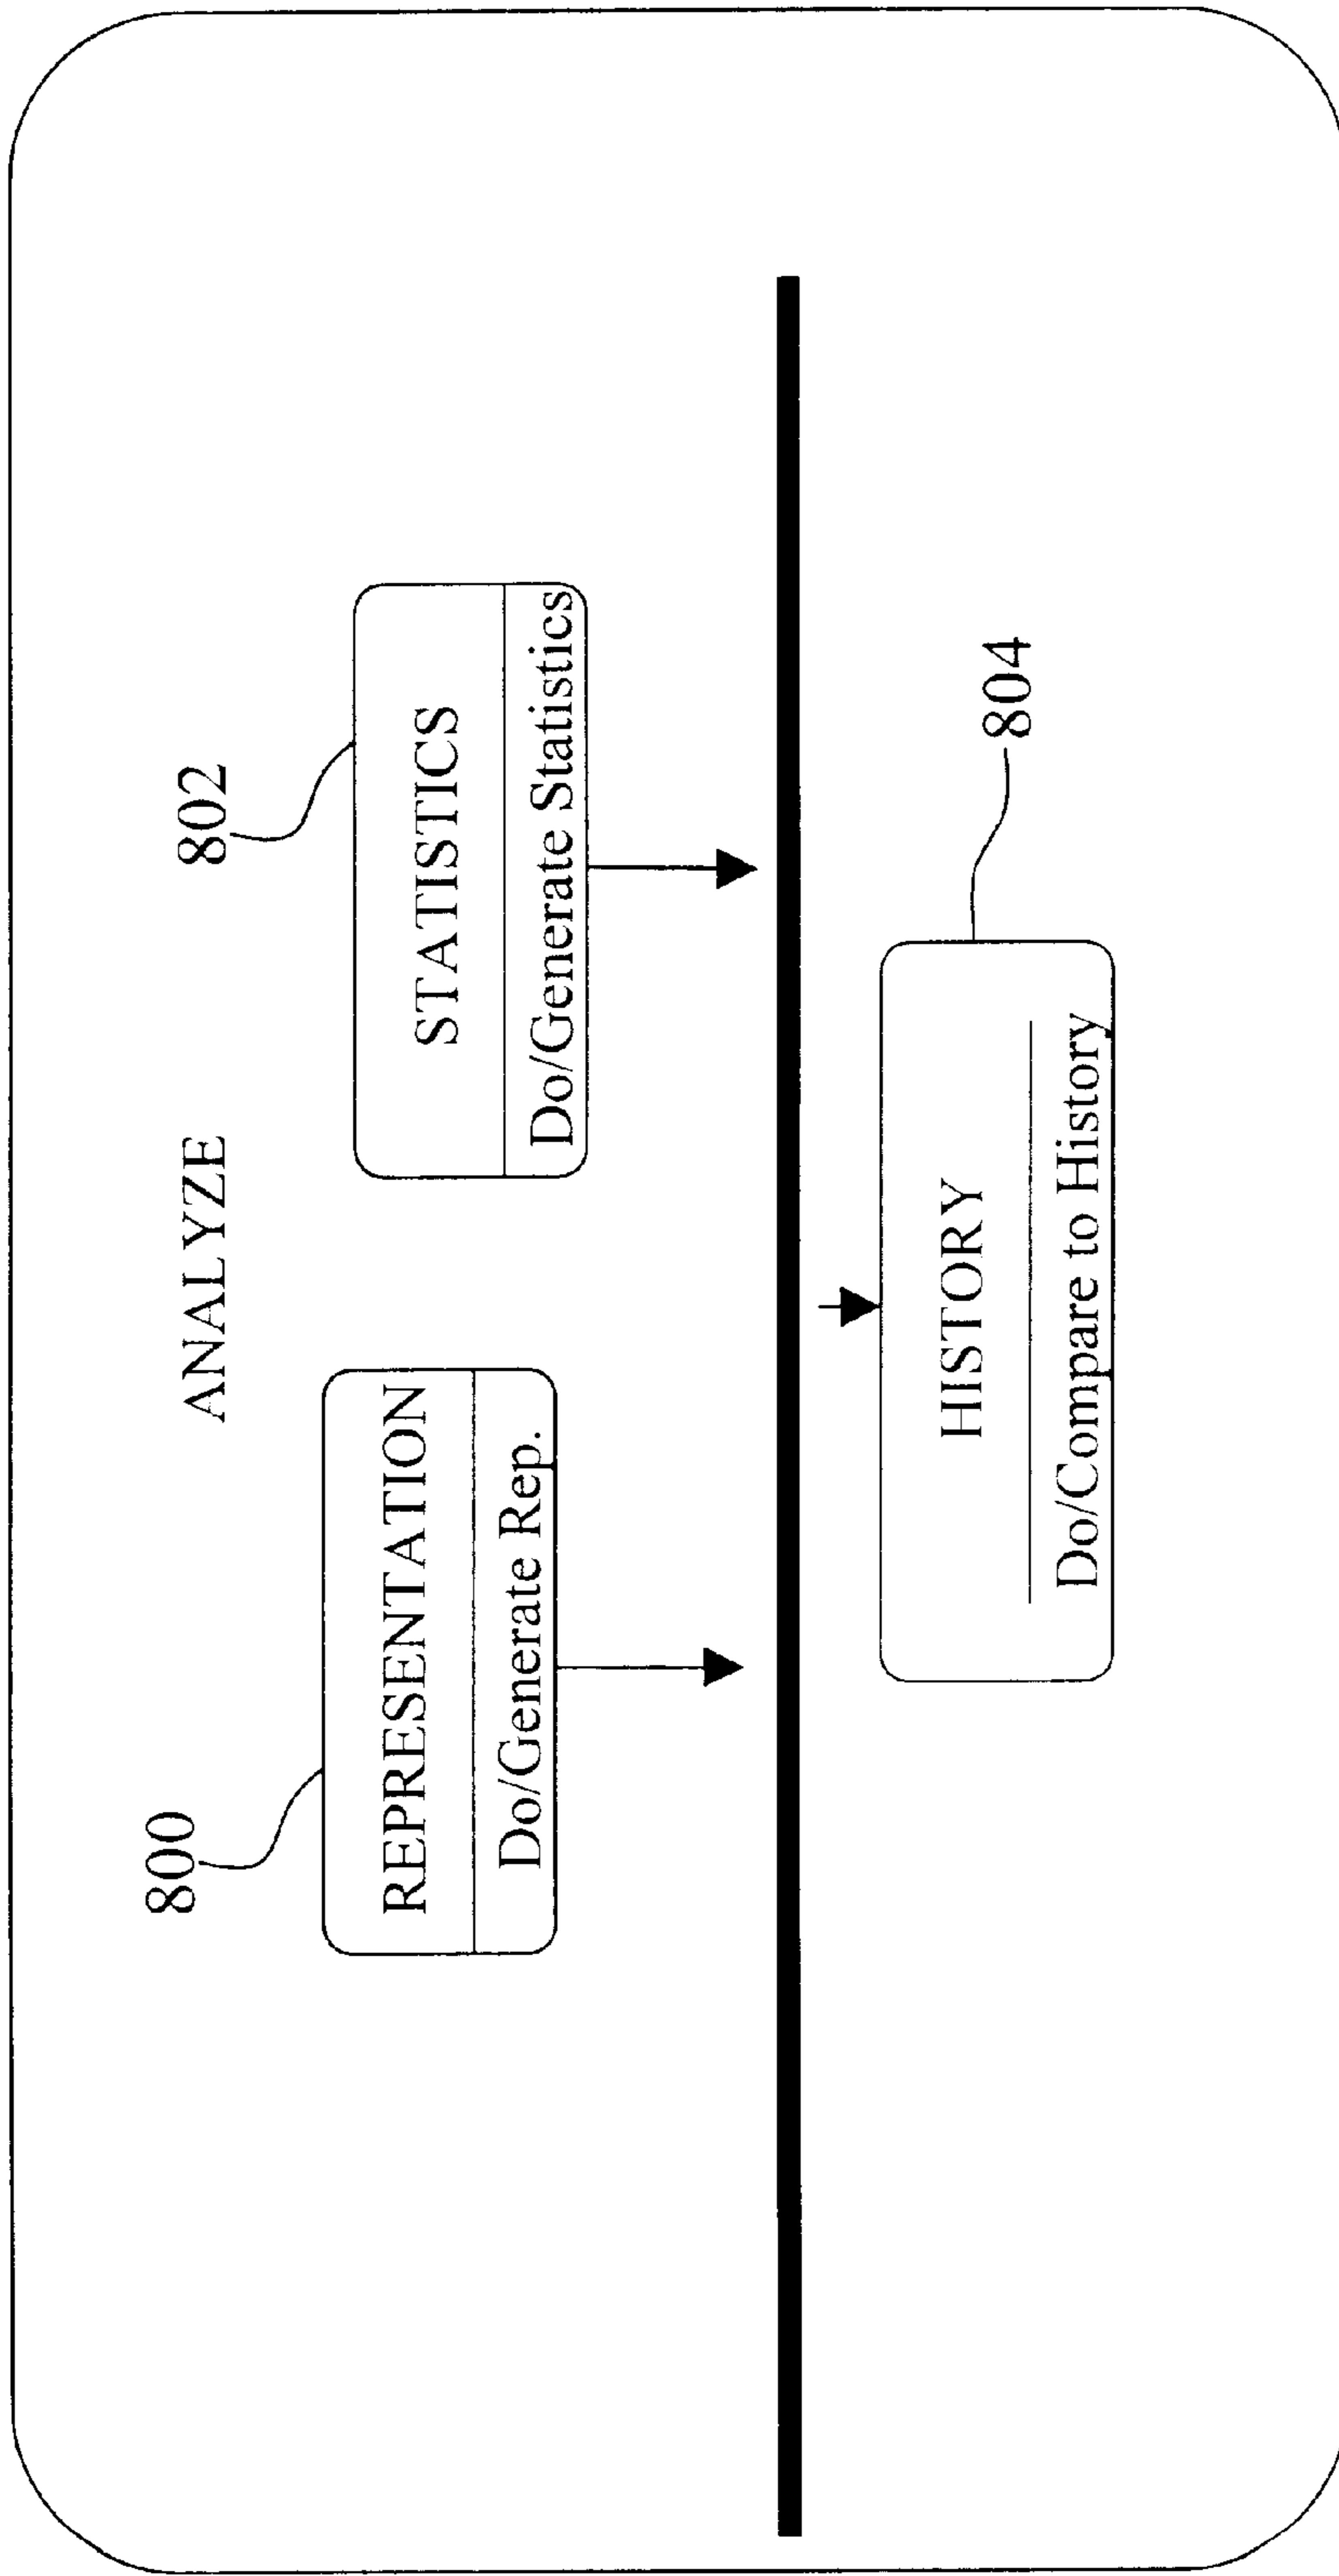 ANALYZE
800
802
REPRESENTATION
Do/Generate Rep.
STATISTICS
Do/Generate Statistics
HISTORY
Do/Compare to History
804